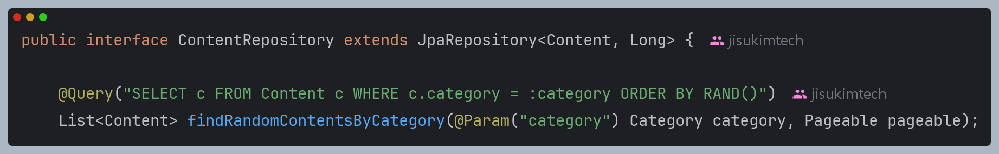 public interface ContentRepository extends JpaRepository<Content, Long> { jisukimtech
@Query("SELECT c FROM Content c WHERE c.category = :category ORDER BY RAND()") jisukimtech
List<Content> findRandomContentsByCategory(@Param("category") Category category, Pageable pageable);